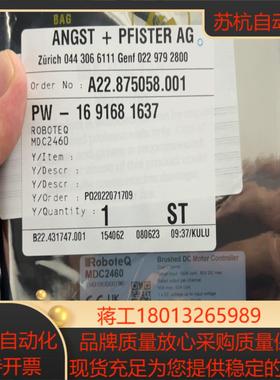 苏杭自动
BAG
ANGST + PFISTER AG
Zürich 044 306 6111 Genf 022 979 2800
Order No : A22.875058.001
PW - 16 9168 1637
ROBOTEQ
MDC2460
Y/Item :
Y/
Y/
Y/Order : PO2022071709
Y/Quantity : 1 ST
B22.431747.001 154062 080623 09:37/KULU
RoboteQ
MDC2460
Brushed DC Motor Controller
蒋工18013265989
自动化
品牌质量放心采购质量保
开票
现货充足为您提供稳定的